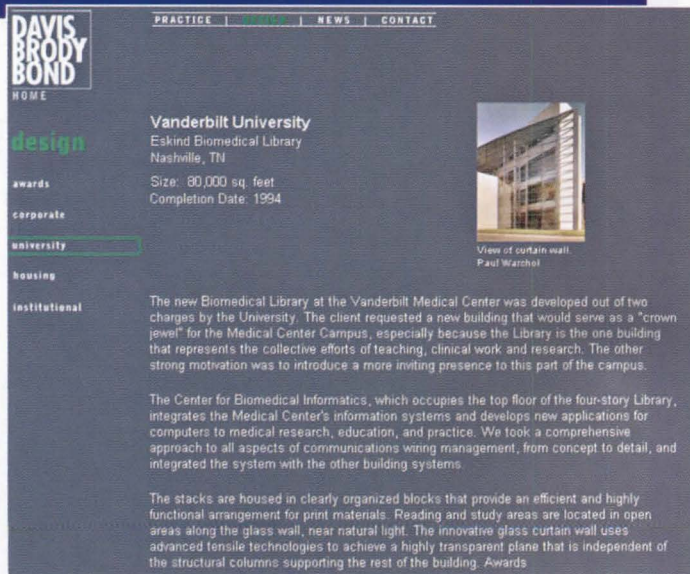 DAVIS
BRODY
BOND
HOME
PRACTICE | DESIGN | NEWS | CONTACT
design
awards
corporate
university
housing
institutional
Vanderbilt University
Eskind Biomedical Library
Nashville, TN
Size: 80,000 sq. feet
Completion Date: 1994
View of curtain wall.
Paul Warchol
The new Biomedical Library at the Vanderbilt Medical Center was developed out of two
charges by the University. The client requested a new building that would serve as a "crown
jewel" for the Medical Center Campus, especially because the Library is the one building
that represents the collective efforts of teaching, clinical work and research. The other
strong motivation was to introduce a more inviting presence to this part of the campus.
The Center for Biomedical Informatics, which occupies the top floor of the four-story Library,
integrates the Medical Center's information systems and develops new applications for
computers to medical research, education, and practice. We took a comprehensive
approach to all aspects of communications wiring management, from concept to detail, and
integrated the system with the other building systems.
The stacks are housed in clearly organized blocks that provide an efficient and highly
functional arrangement for print materials. Reading and study areas are located in open
areas along the glass wall, near natural light. The innovative glass curtain wall uses
advanced tensile technologies to achieve a highly transparent plane that is independent of
the structural columns supporting the rest of the building. Awards